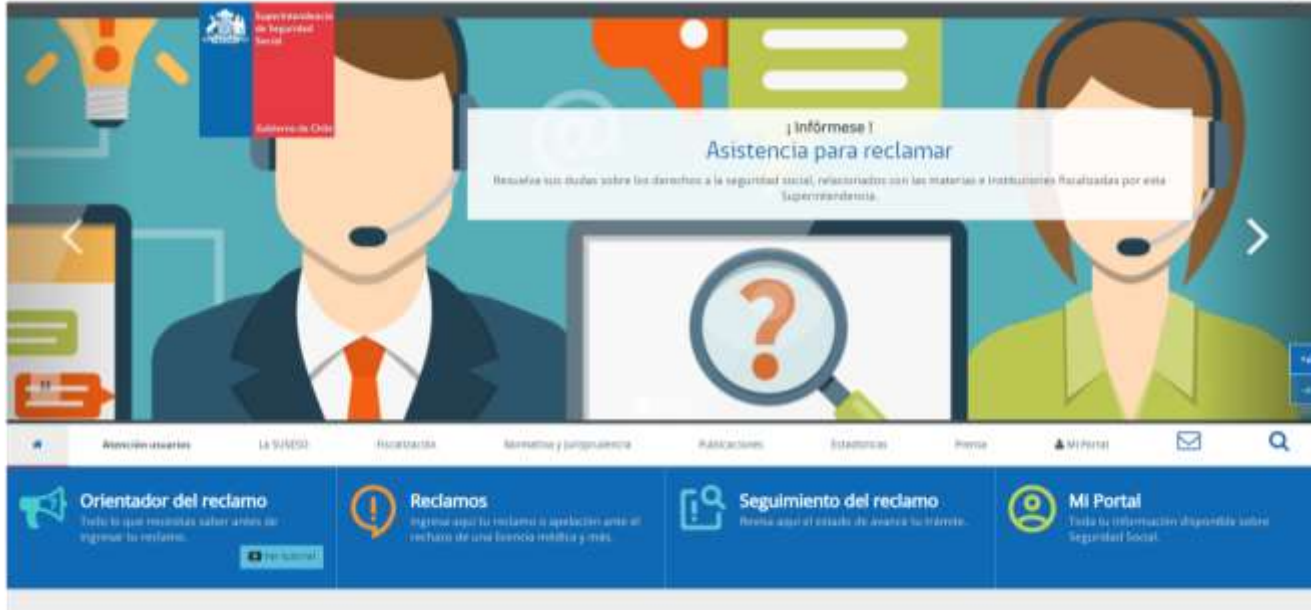 Superintendencia
de Seguridad
Social
Gobierno de Chile
¡ Infórmese !
Asistencia para reclamar
Resuelva sus dudas sobre los derechos a la seguridad social, relacionados con las materias e instituciones fiscalizadas por esta
Superintendencia.
Atención usuarios La SUSESO Fiscalización Normativa y jurisprudencia Publicaciones Estadísticas Prensa Mi Portal
Orientador del reclamo
Todo lo que necesitas saber antes de
ingresar tu reclamo.
Ver tutorial
Reclamos
Ingresa aquí tu reclamo o apelación ante el
rechazo de una licencia médica y más.
Seguimiento del reclamo
Revisa aquí el estado de avance tu trámite.
Mi Portal
Toda tu información disponible sobre
Seguridad Social.